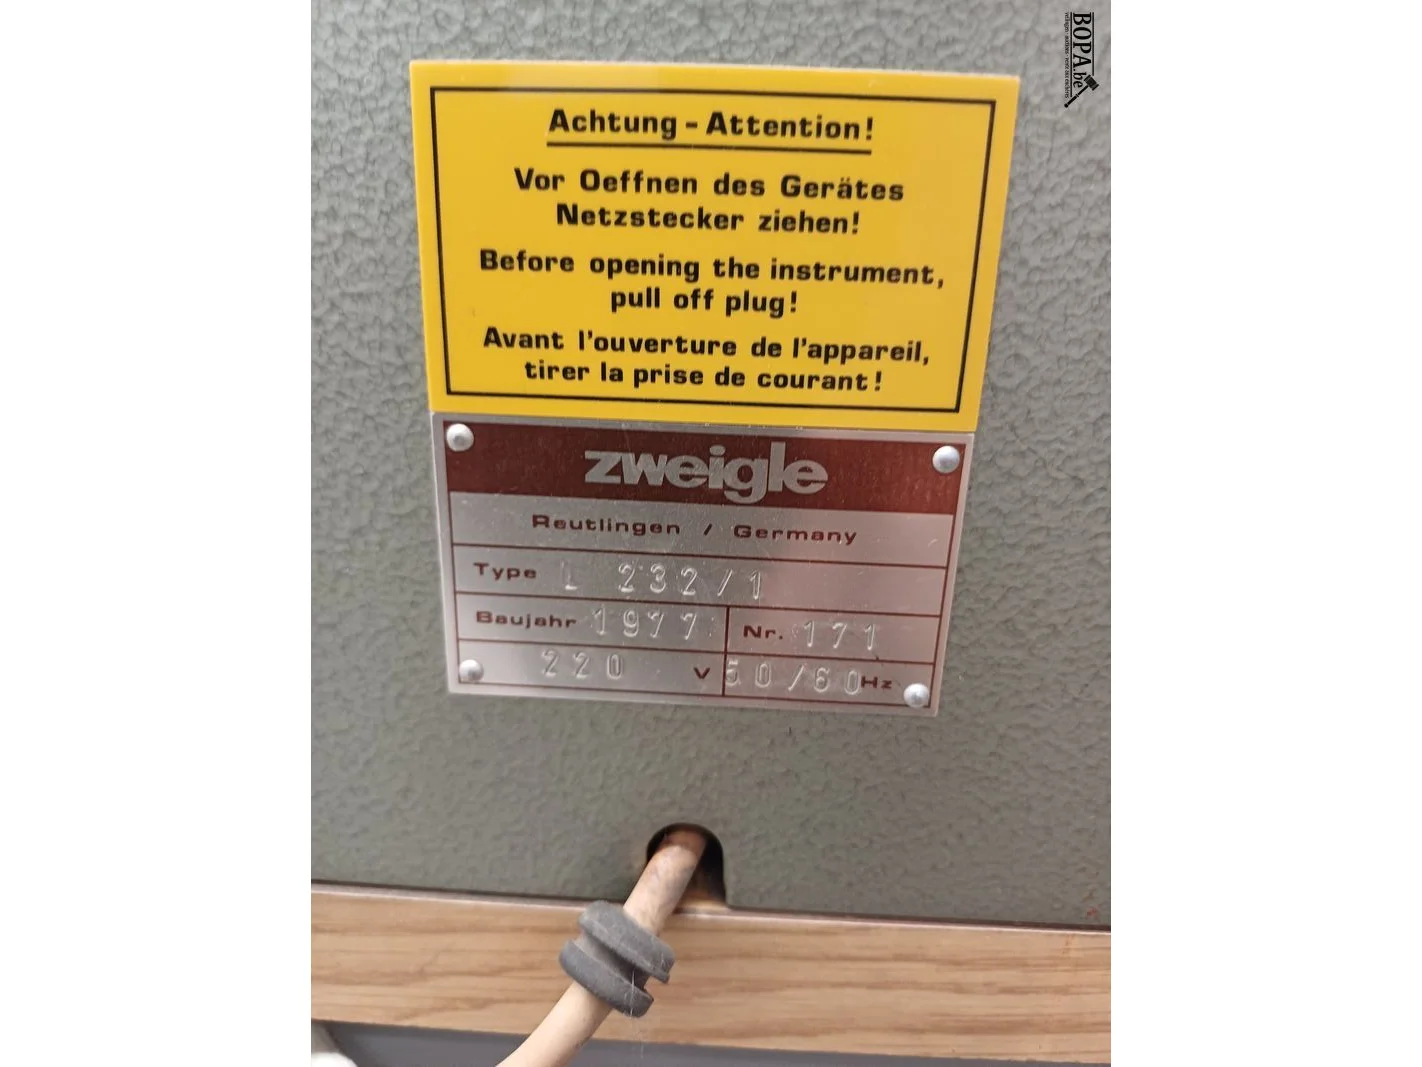 Achtung - Attention!
Vor Oeffnen des Gerätes
Netzstecker ziehen!
Before opening the instrument,
pull off plug!
Avant l'ouverture de l'appareil,
tirer la prise de courant!
zweigle
Reutlingen / Germany
Type L 232/1
Baujahr 1977 Nr. 171
220 V 50/60 Hz
BOPA.be